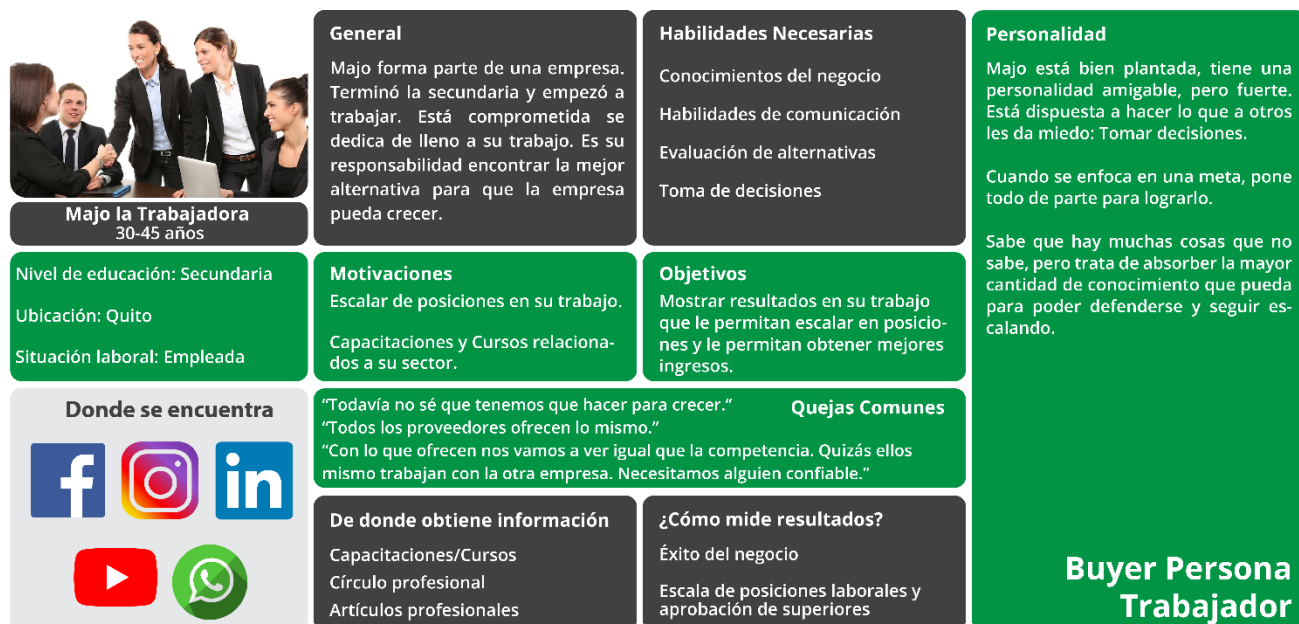 Majo la Trabajadora
30-45 años
Nivel de educación: Secundaria
Ubicación: Quito
Situación laboral: Empleada
Donde se encuentra
f
in
General
Majo forma parte de una empresa.
Terminó la secundaria y empezó a
trabajar. Está comprometida se
dedica de lleno a su trabajo. Es su
responsabilidad encontrar la mejor
alternativa para que la empresa
pueda crecer.
Habilidades Necesarias
Conocimientos del negocio
Habilidades de comunicación
Evaluación de alternativas
Toma de decisiones
Motivaciones
Escalar de posiciones en su trabajo.
Capacitaciones y Cursos relaciona-
dos a su sector.
Objetivos
Mostrar resultados en su trabajo
que le permitan escalar en posicio-
nes y le permitan obtener mejores
ingresos.
Quejas Comunes
“Todavía no sé que tenemos que hacer para crecer.”
“Todos los proveedores ofrecen lo mismo.”
“Con lo que ofrecen nos vamos a ver igual que la competencia. Quizás ellos
mismo trabajan con la otra empresa. Necesitamos alguien confiable.”
De donde obtiene información
Capacitaciones/Cursos
Círculo profesional
Artículos profesionales
¿Cómo mide resultados?
Éxito del negocio
Escala de posiciones laborales y
aprobación de superiores
Personalidad
Majo está bien plantada, tiene una
personalidad amigable, pero fuerte.
Está dispuesta a hacer lo que a otros
les da miedo: Tomar decisiones.
Cuando se enfoca en una meta, pone
todo de parte para lograrlo.
Sabe que hay muchas cosas que no
sabe, pero trata de absorber la mayor
cantidad de conocimiento que pueda
para poder defenderse y seguir es-
calando.
Buyer Persona
Trabajador